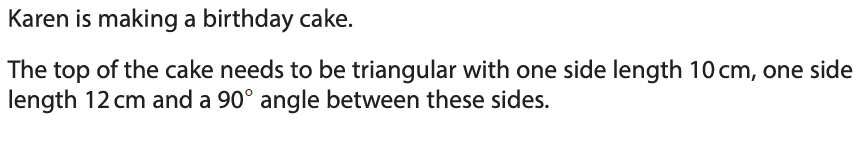 Karen is making a birthday cake.
The top of the cake needs to be triangular with one side length 10 cm, one side
length 12 cm and a 90° angle between these sides.